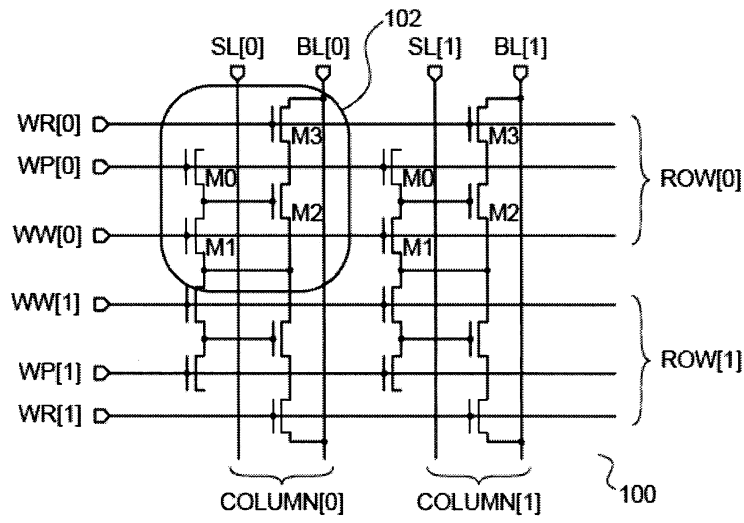 102
SL[0] BL[0] SL[1] BL[1]
WR[0]
M3 M3
WP[0]
M0 M0
ROW[0]
M2 M2
WW[0]
M1 M1
WW[1]
WP[1]
ROW[1]
WR[1]
COLUMN[0] COLUMN[1]
100